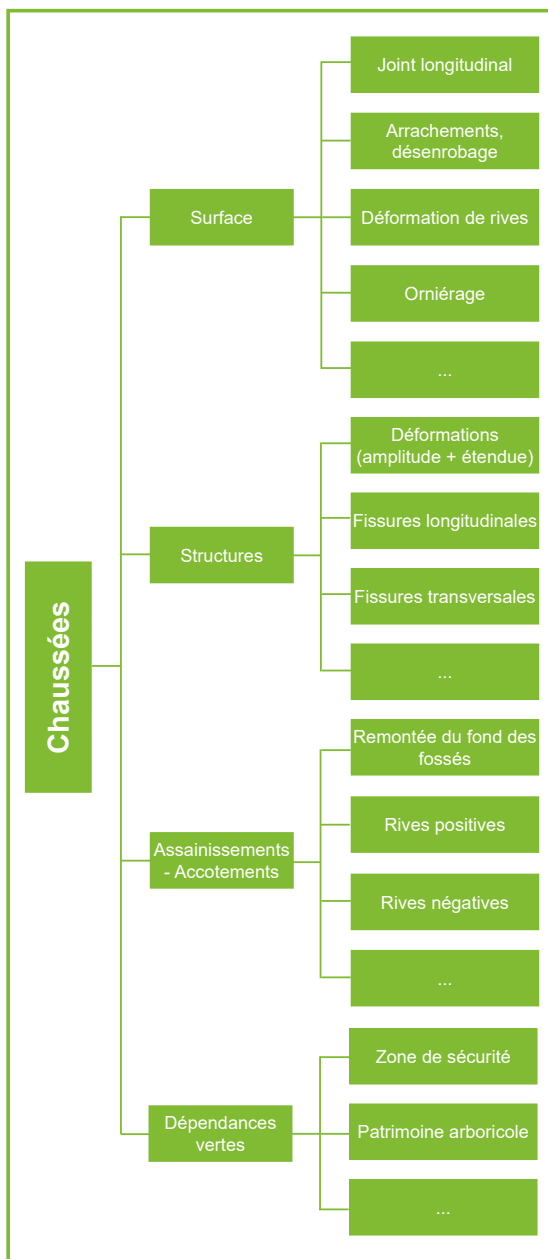 Chaussées
Surface
Joint longitudinal
Arrachements,
désenrobage
Déformation de rives
Orniérage
...
Structures
Déformations
(amplitude + étendue)
Fissures longitudinales
Fissures transversales
...
Assainissements
- Accotements
Remontée du fond des
fossés
Rives positives
Rives négatives
...
Dépendances
vertes
Zone de sécurité
Patrimoine arboricole
...